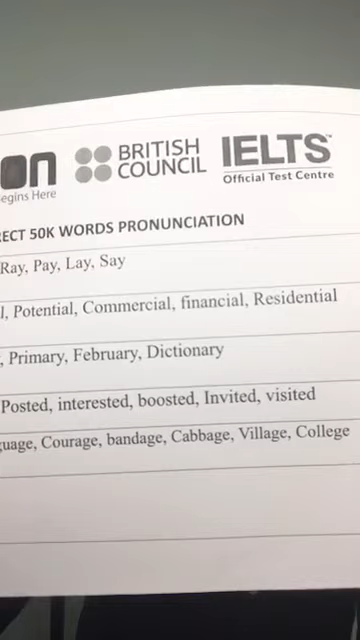 on BRITISH COUNCIL IELTS™
egins Here Official Test Centre
RECT 50K WORDS PRONUNCIATION
Ray, Pay, Lay, Say
l, Potential, Commercial, financial, Residential
, Primary, February, Dictionary
Posted, interested, boosted, Invited, visited
guage, Courage, bandage, Cabbage, Village, College